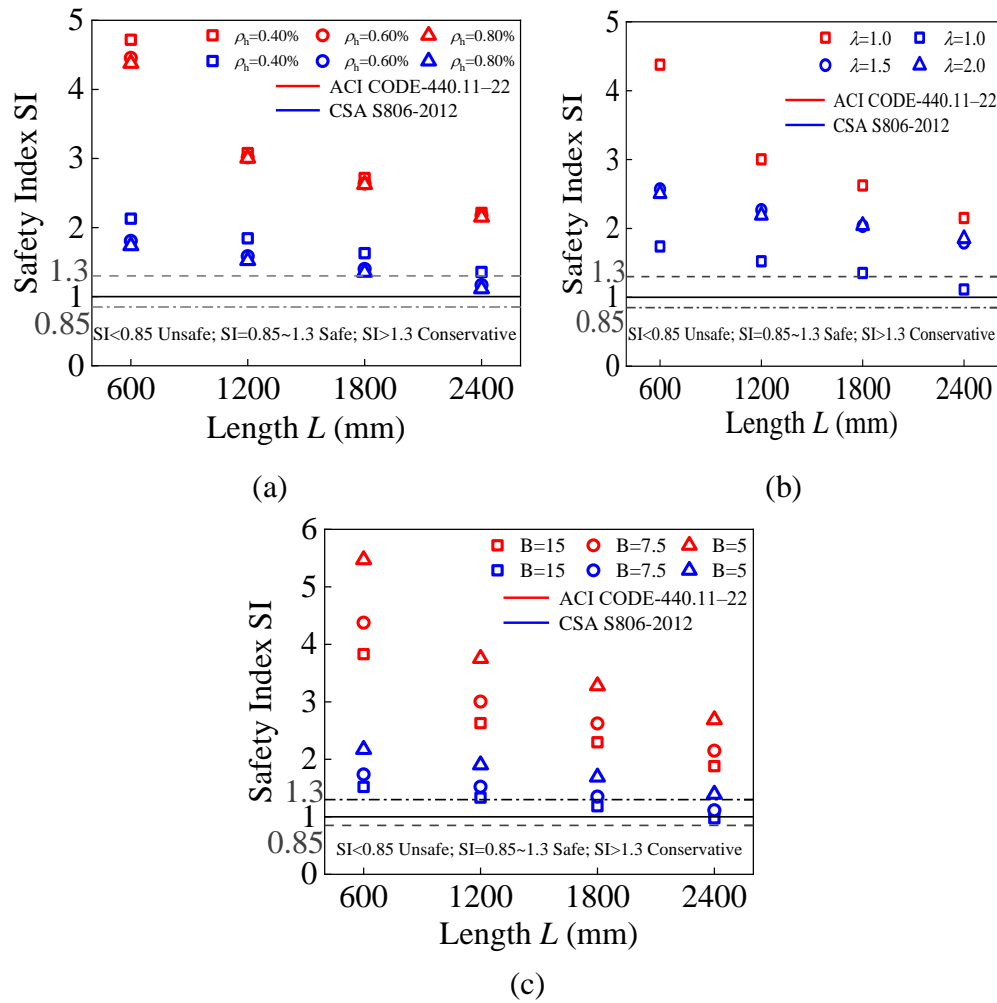 5
4
3
2
1.3
1
0.85
0
Safety Index SI
ρh=0.40% ρh=0.60% ρh=0.80%
ρh=0.40% ρh=0.60% ρh=0.80%
ACI CODE-440.11–22
CSA S806-2012
SI<0.85 Unsafe; SI=0.85~1.3 Safe; SI>1.3 Conservative
600 1200 1800 2400
Length L (mm)
(a)
5
4
3
2
1.3
1
0.85
0
Safety Index SI
λ=1.0 λ=1.0
λ=1.5 λ=2.0
ACI CODE-440.11–22
CSA S806-2012
SI<0.85 Unsafe; SI=0.85~1.3 Safe; SI>1.3 Conservative
600 1200 1800 2400
Length L (mm)
(b)
6
5
4
3
2
1.3
1
0.85
0
Safety Index SI
B=15 B=7.5 B=5
B=15 B=7.5 B=5
ACI CODE-440.11–22
CSA S806-2012
SI<0.85 Unsafe; SI=0.85~1.3 Safe; SI>1.3 Conservative
600 1200 1800 2400
Length L (mm)
(c)